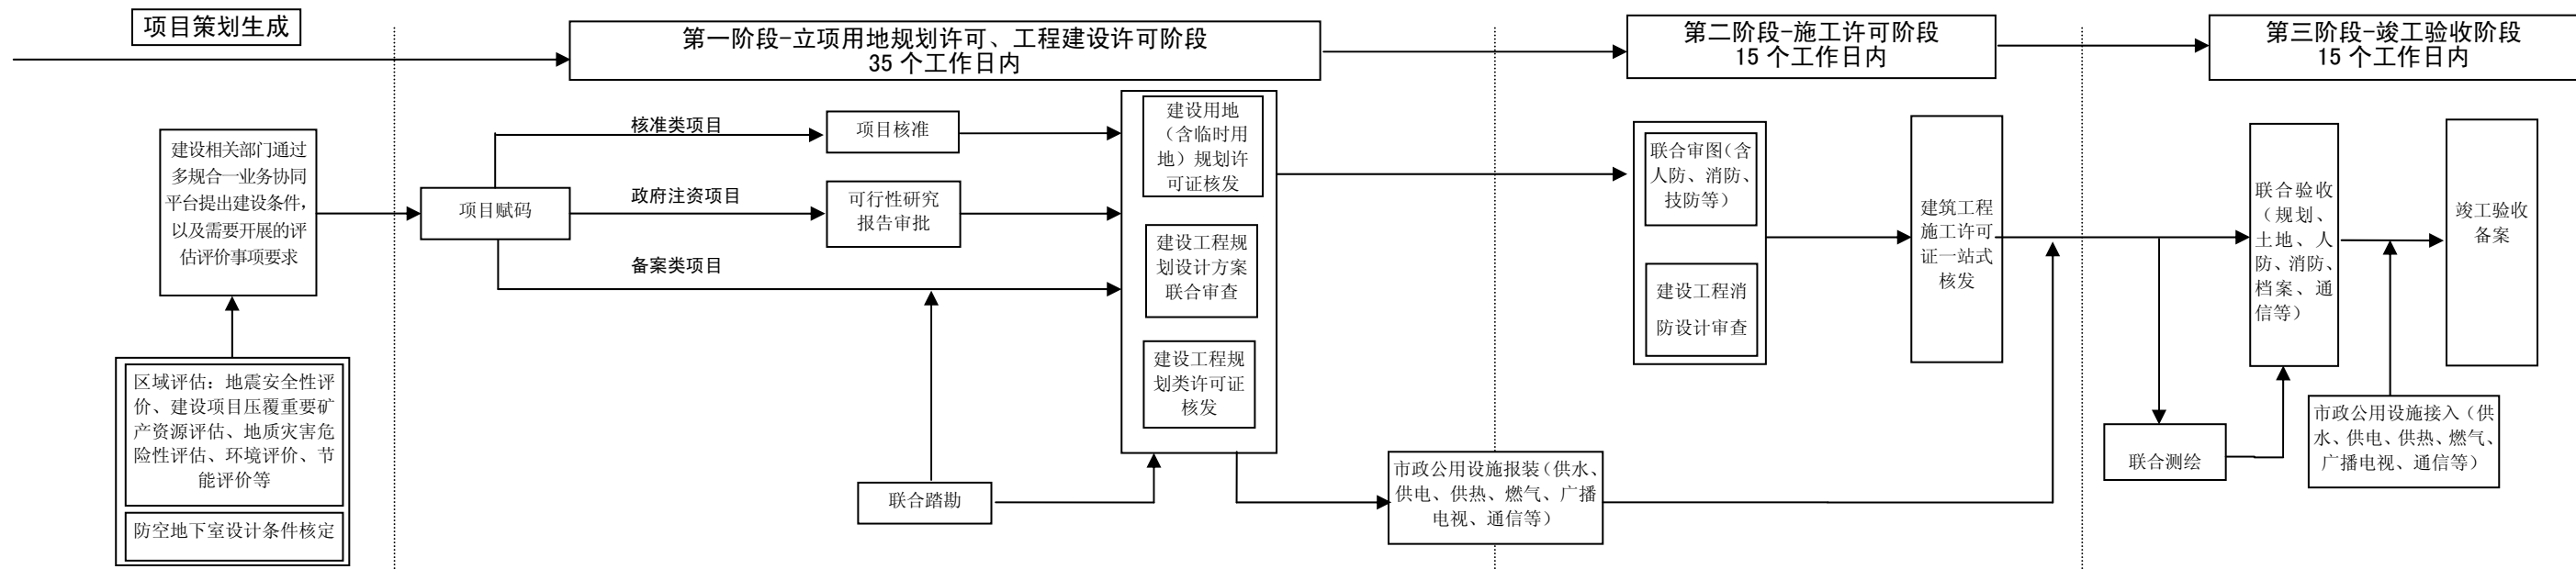 项目策划生成
第一阶段-立项用地规划许可、工程建设许可阶段
35 个工作日内
第二阶段-施工许可阶段
15 个工作日内
第三阶段-竣工验收阶段
15 个工作日内
建设相关部门通过
多规合一业务协同
平台提出建设条件，
以及需要开展的评
估评价事项要求
区域评估：地震安全性评
价、建设项目压覆重要矿
产资源评估、地质灾害危
险性评估、环境评价、节
能评价等
防空地下室设计条件核定
项目赋码
核准类项目
政府注资项目
备案类项目
项目核准
可行性研究
报告审批
联合踏勘
建设用地
（含临时用
地）规划许
可证核发
建设工程规
划设计方案
联合审查
建设工程规
划类许可证
核发
市政公用设施报装（供水、
供电、供热、燃气、广播
电视、通信等）
联合审图（含
人防、消防、
技防等）
建设工程消
防设计审查
建筑工程
施工许可
证一站式
核发
联合测绘
联合验收
（规划、
土地、人
防、消防、
档案、通
信等）
市政公用设施接入（供
水、供电、供热、燃气、
广播电视、通信等）
竣工验收
备案